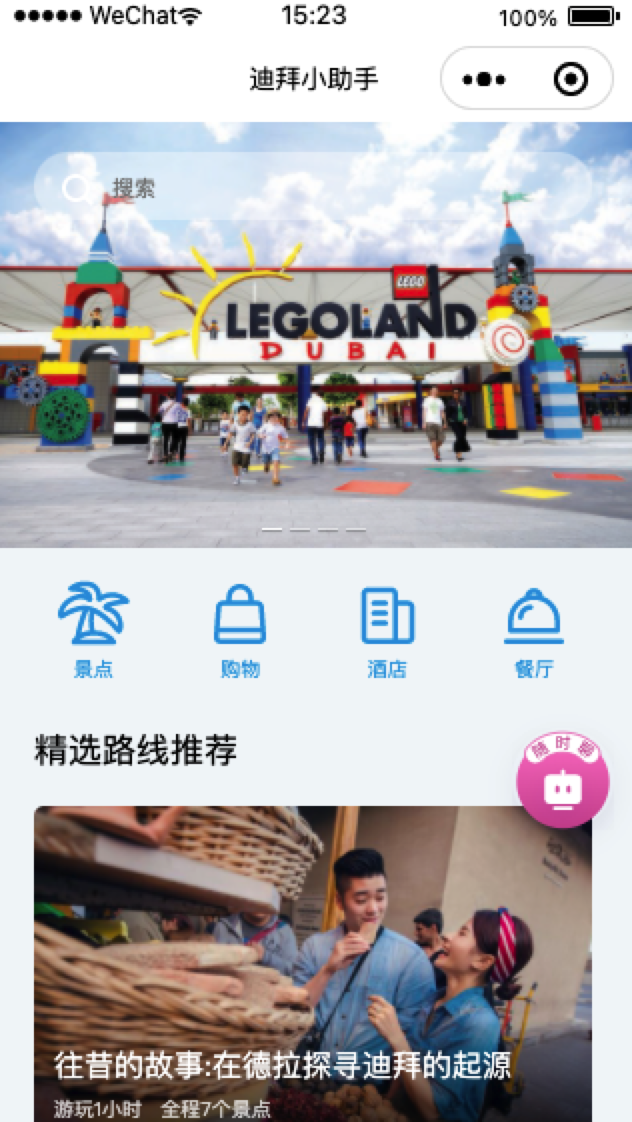 WeChat 15:23 100%
迪拜小助手
搜索
LEGO
LEGOLAND
DUBAI
景点 购物 酒店 餐厅
精选路线推荐
随时聊
往昔的故事:在德拉探寻迪拜的起源
游玩1小时 全程7个景点